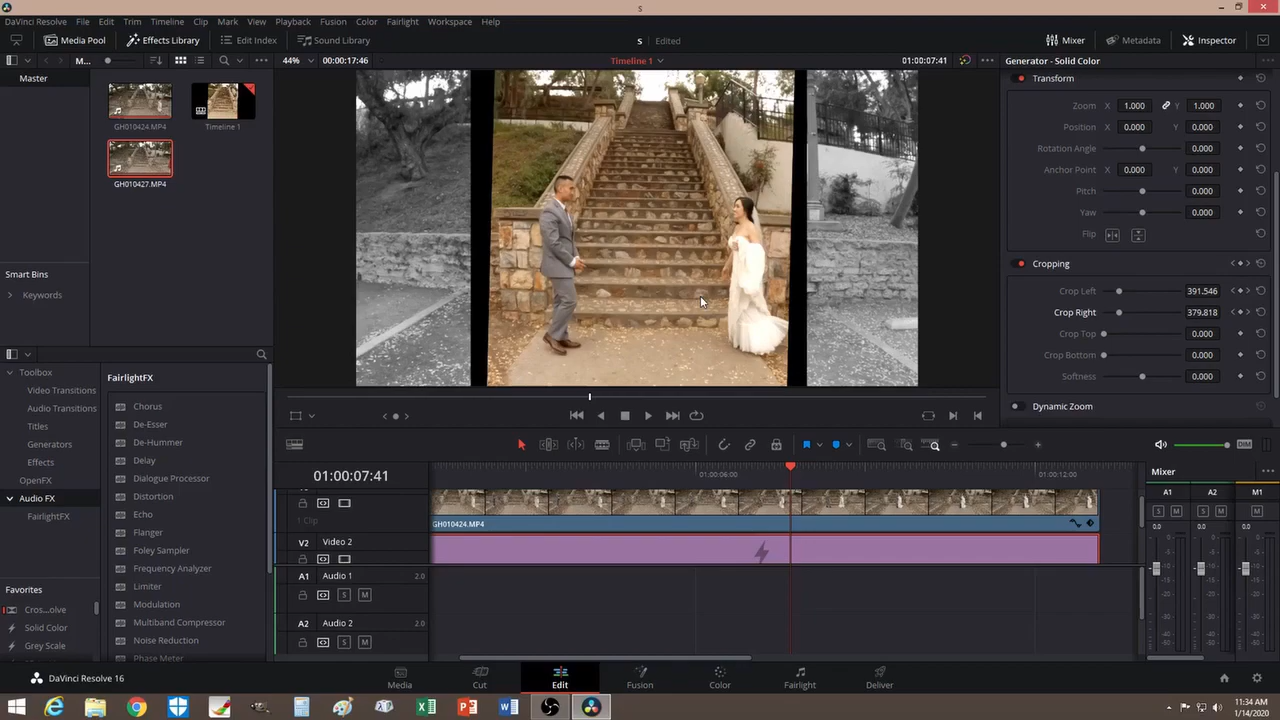 s
DaVinci Resolve File Edit Trim Timeline Clip Mark View Playback Fusion Color Fairlight Workspace Help
Media Pool Effects Library Edit Index Sound Library s Edited Mixer Metadata Inspector
M... 44% 00:00:17:46 Timeline 1 01:00:07:41 Generator - Solid Color
Master
GH010424.MP4 Timeline 1
GH010427.MP4
Smart Bins
Keywords
Transform
Zoom X 1.000 Y 1.000
Position X 0.000 Y 0.000
Rotation Angle 0.000
Anchor Point X 0.000 Y 0.000
Pitch 0.000
Yaw 0.000
Flip
Cropping
Crop Left 391.546
Crop Right 379.818
Crop Top 0.000
Crop Bottom 0.000
Softness 0.000
Dynamic Zoom
Toolbox
Video Transitions
Audio Transitions
Titles
Generators
Effects
OpenFX
Audio FX
FairlightFX
Favorites
Cros...olve
Solid Color
Grey Scale
FairlightFX
Chorus
De-Esser
De-Hummer
Delay
Dialogue Processor
Distortion
Echo
Flanger
Foley Sampler
Frequency Analyzer
Limiter
Modulation
Multiband Compressor
Noise Reduction
Phase Meter
DIM
01:00:07:41 01:00:06:00 01:00:12:00
1 Clip GH010424.MP4
V2 Video 2
A1 Audio 1 2.0
S M
A2 Audio 2 2.0
S M
Mixer
A1 A2 M1
S M S M M
0.0 0.0 0.0
DaVinci Resolve 16 Media Cut Edit Fusion Color Fairlight Deliver
11:34 AM
1/14/2020